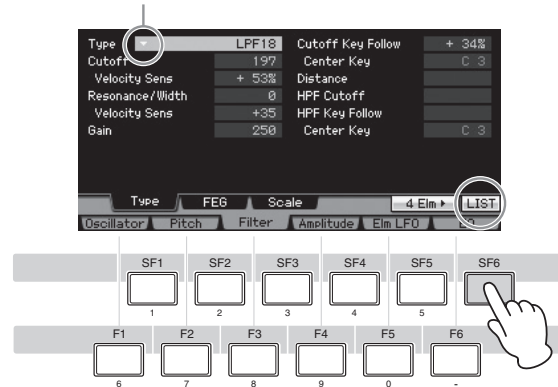 Type LPF18 Cutoff Key Follow + 34%
Cutoff 197 Center Key C 3
Velocity Sens + 53% Distance
Resonance/Width 0 HPF Cutoff
Velocity Sens +35 HPF Key Follow
Gain 250 Center Key C 3
Type FEG Scale 4 Elm LIST
Oscillator Pitch Filter Amplitude Elm LFO EQ
SF1 SF2 SF3 SF4 SF5 SF6
1 2 3 4 5
F1 F2 F3 F4 F5 F6
6 7 8 9 0 -